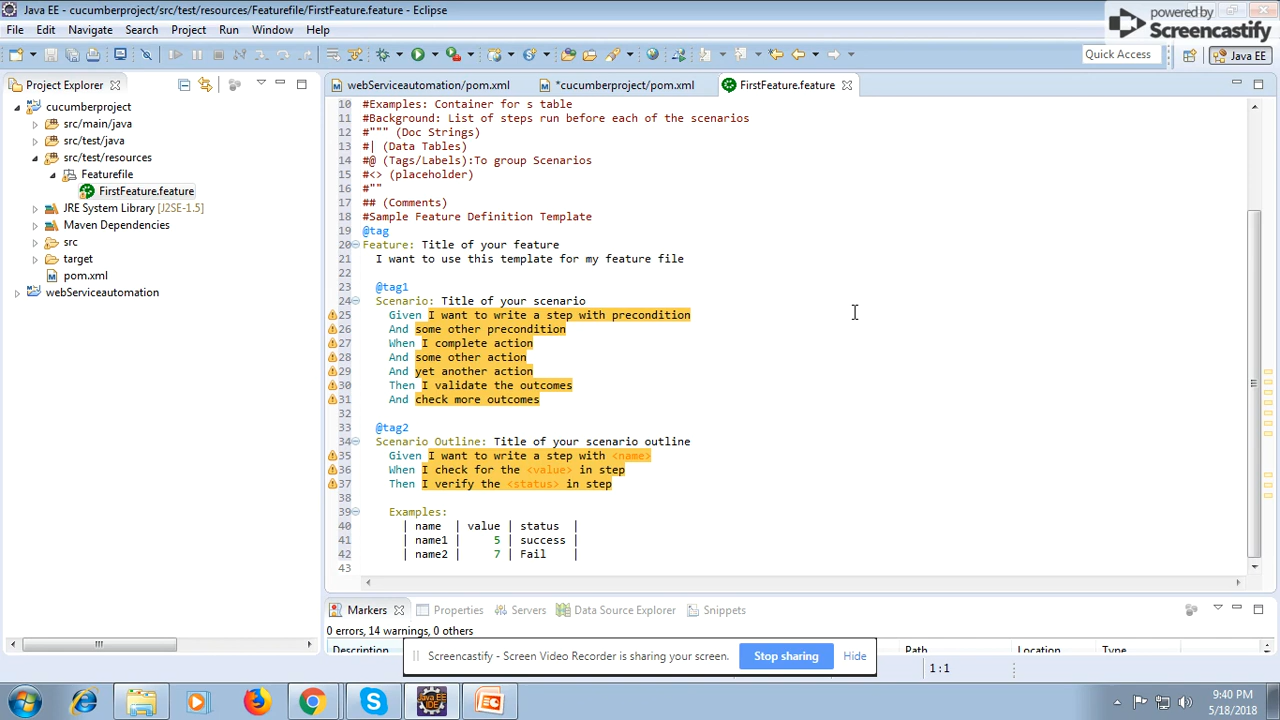 Java EE - cucumberproject/src/test/resources/Featurefile/FirstFeature.feature - Eclipse
powered by
Screencastify
File Edit Navigate Search Project Run Window Help
Quick Access
Java EE
Project Explorer
webServiceautomation/pom.xml
*cucumberproject/pom.xml
FirstFeature.feature
cucumberproject
src/main/java
src/test/java
src/test/resources
Featurefile
FirstFeature.feature
JRE System Library [J2SE-1.5]
Maven Dependencies
src
target
pom.xml
webServiceautomation
10 #Examples: Container for s table
11 #Background: List of steps run before each of the scenarios
12 #""" (Doc Strings)
13 #| (Data Tables)
14 #@ (Tags/Labels):To group Scenarios
15 #<> (placeholder)
16 #""
17 ## (Comments)
18 #Sample Feature Definition Template
19 @tag
20 Feature: Title of your feature
21 I want to use this template for my feature file
22
23 @tag1
24 Scenario: Title of your scenario
25 Given I want to write a step with precondition
26 And some other precondition
27 When I complete action
28 And some other action
29 And yet another action
30 Then I validate the outcomes
31 And check more outcomes
32
33 @tag2
34 Scenario Outline: Title of your scenario outline
35 Given I want to write a step with <name>
36 When I check for the <value> in step
37 Then I verify the <status> in step
38
39 Examples:
40 | name | value | status |
41 | name1 | 5 | success |
42 | name2 | 7 | Fail |
43
Markers Properties Servers Data Source Explorer Snippets
0 errors, 14 warnings, 0 others
Description Path Location Type
Screencastify - Screen Video Recorder is sharing your screen. Stop sharing Hide
1:1
9:40 PM
5/18/2018